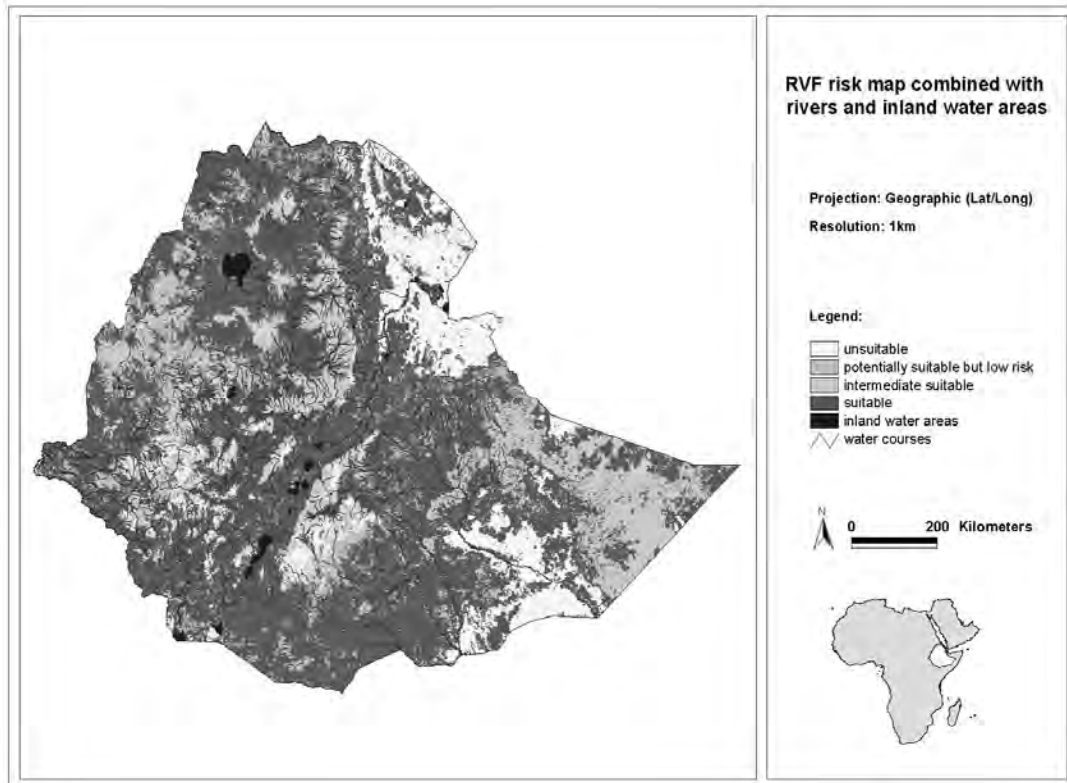 RVF risk map combined with
rivers and inland water areas
Projection: Geographic (Lat/Long)
Resolution: 1km
Legend:
unsuitable
potentially suitable but low risk
intermediate suitable
suitable
inland water areas
water courses
N
0 200 Kilometers